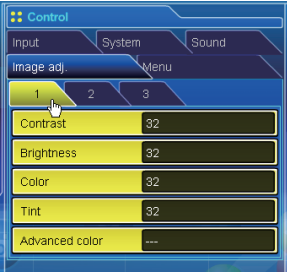 Control
Input System Sound
Image adj. Menu
1 2 3
Contrast 32
Brightness 32
Color 32
Tint 32
Advanced color ---